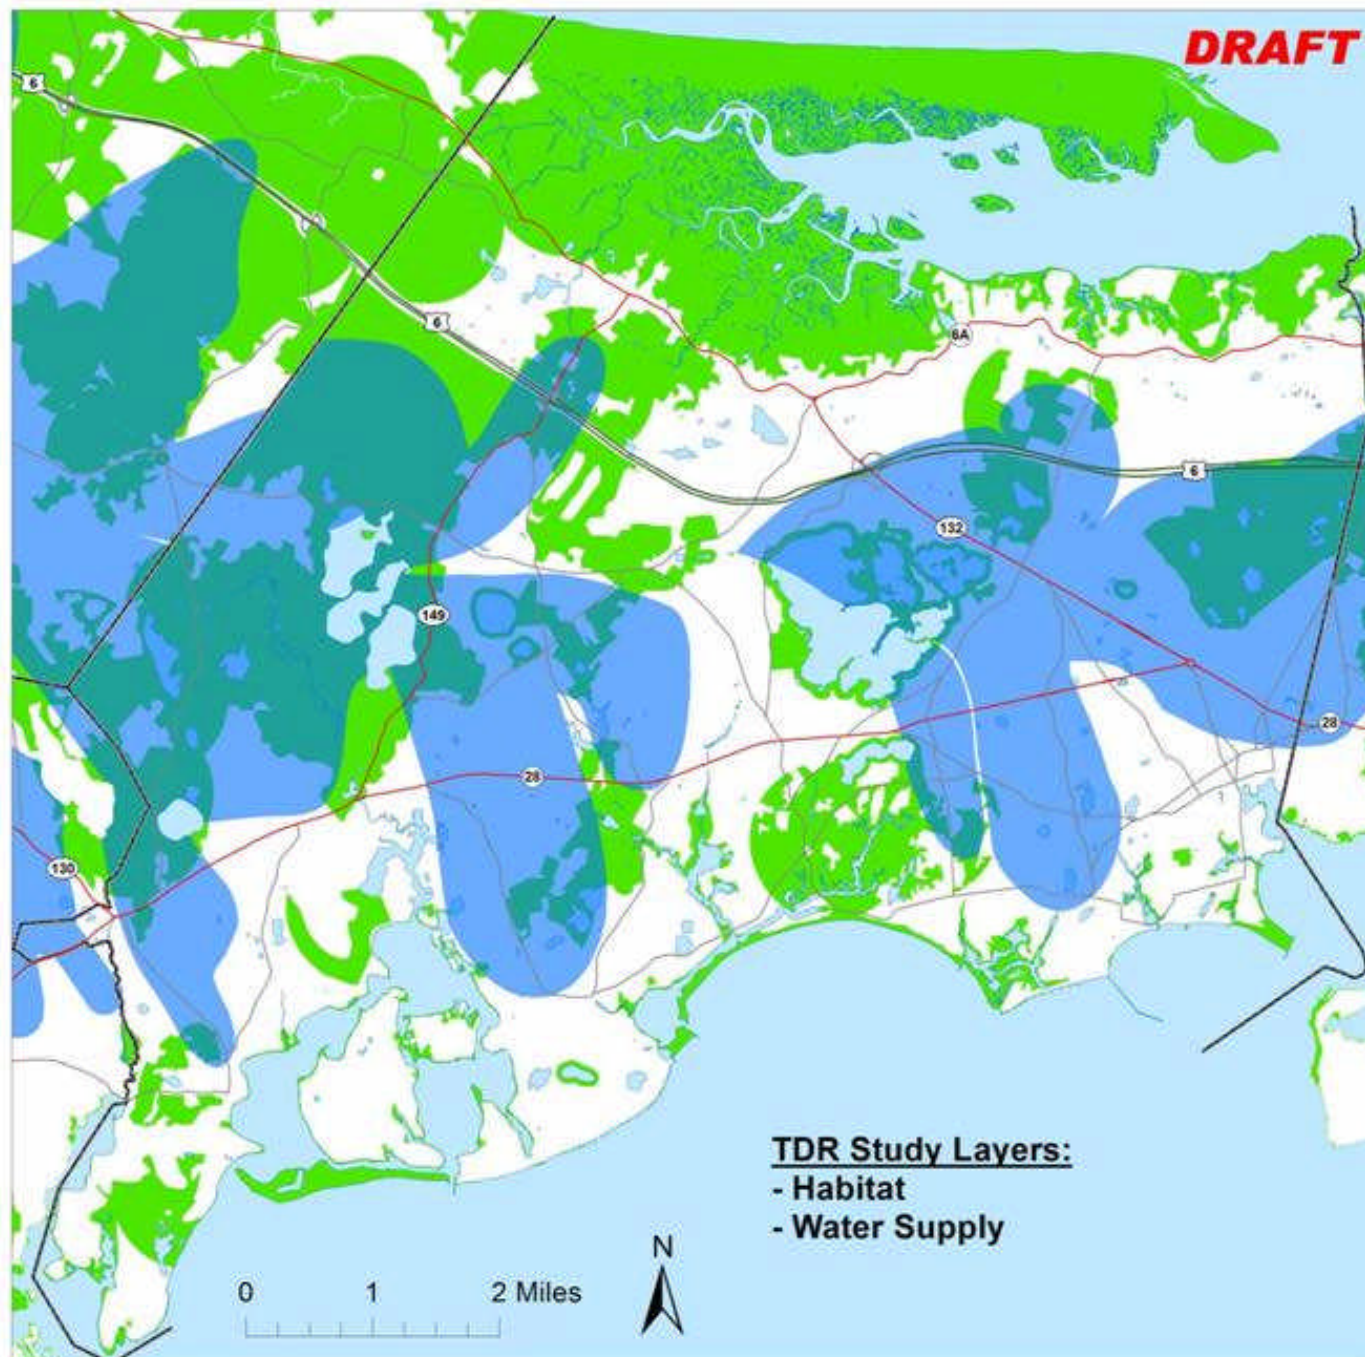 DRAFT
6
6
6A
6
132
149
28
28
130
TDR Study Layers:
- Habitat
- Water Supply
N
0 1 2 Miles